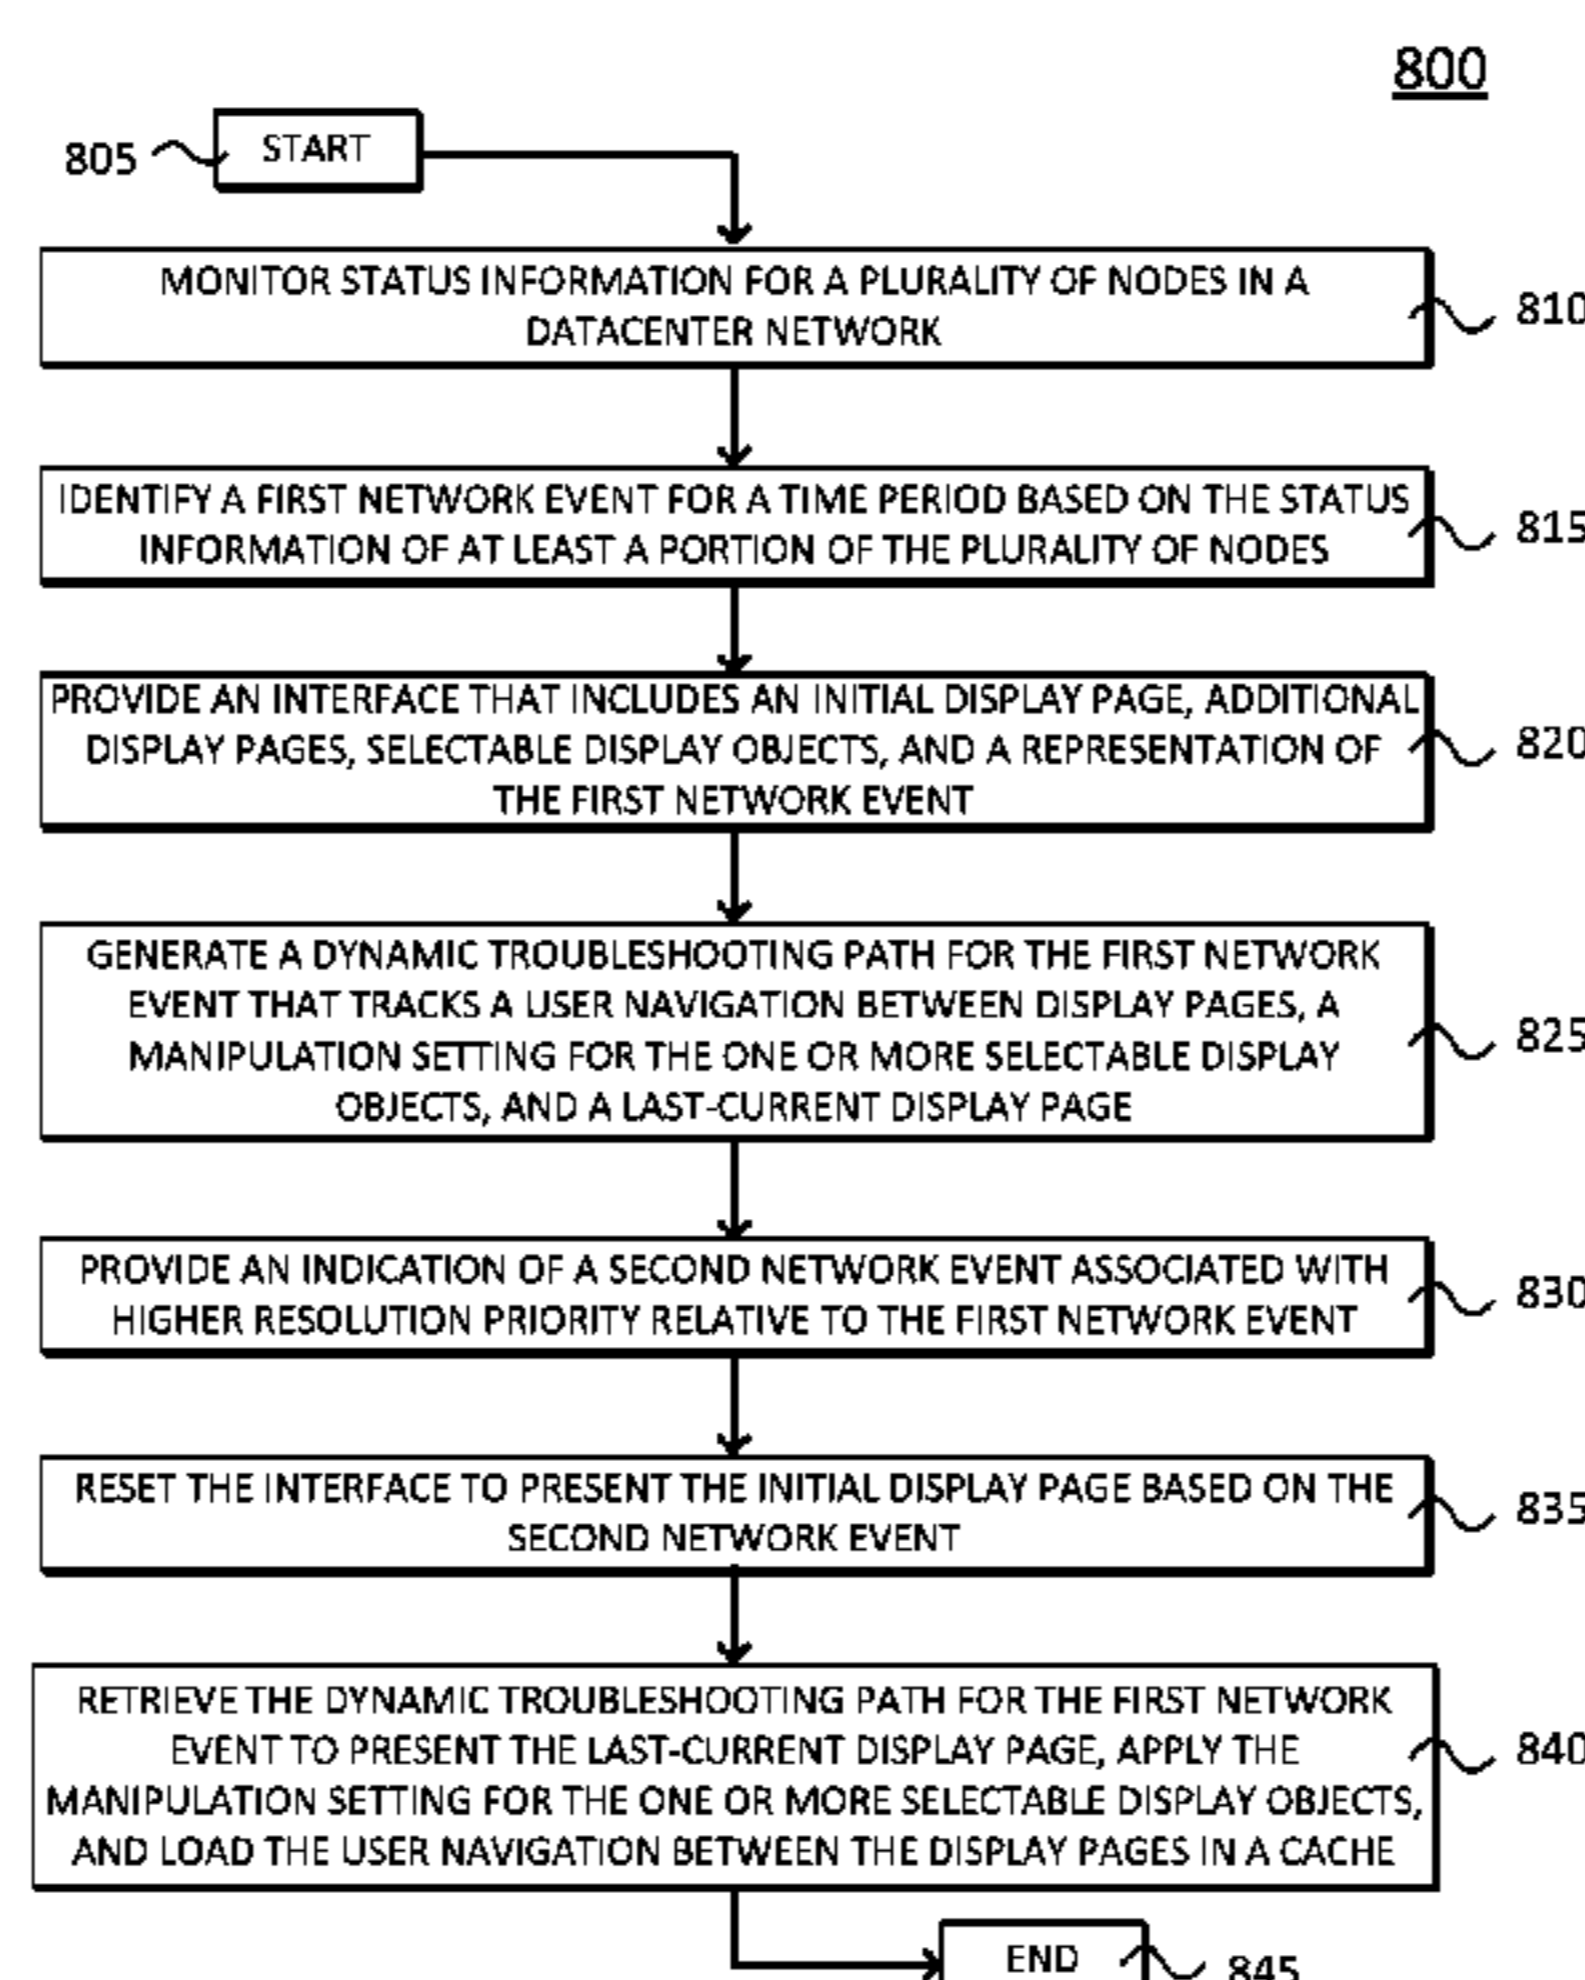 800
805
START
MONITOR STATUS INFORMATION FOR A PLURALITY OF NODES IN A
DATACENTER NETWORK
810
IDENTIFY A FIRST NETWORK EVENT FOR A TIME PERIOD BASED ON THE STATUS
INFORMATION OF AT LEAST A PORTION OF THE PLURALITY OF NODES
815
PROVIDE AN INTERFACE THAT INCLUDES AN INITIAL DISPLAY PAGE, ADDITIONAL
DISPLAY PAGES, SELECTABLE DISPLAY OBJECTS, AND A REPRESENTATION OF
THE FIRST NETWORK EVENT
820
GENERATE A DYNAMIC TROUBLESHOOTING PATH FOR THE FIRST NETWORK
EVENT THAT TRACKS A USER NAVIGATION BETWEEN DISPLAY PAGES, A
MANIPULATION SETTING FOR THE ONE OR MORE SELECTABLE DISPLAY
OBJECTS, AND A LAST-CURRENT DISPLAY PAGE
825
PROVIDE AN INDICATION OF A SECOND NETWORK EVENT ASSOCIATED WITH
HIGHER RESOLUTION PRIORITY RELATIVE TO THE FIRST NETWORK EVENT
830
RESET THE INTERFACE TO PRESENT THE INITIAL DISPLAY PAGE BASED ON THE
SECOND NETWORK EVENT
835
RETRIEVE THE DYNAMIC TROUBLESHOOTING PATH FOR THE FIRST NETWORK
EVENT TO PRESENT THE LAST-CURRENT DISPLAY PAGE, APPLY THE
MANIPULATION SETTING FOR THE ONE OR MORE SELECTABLE DISPLAY OBJECTS,
AND LOAD THE USER NAVIGATION BETWEEN THE DISPLAY PAGES IN A CACHE
840
END
845